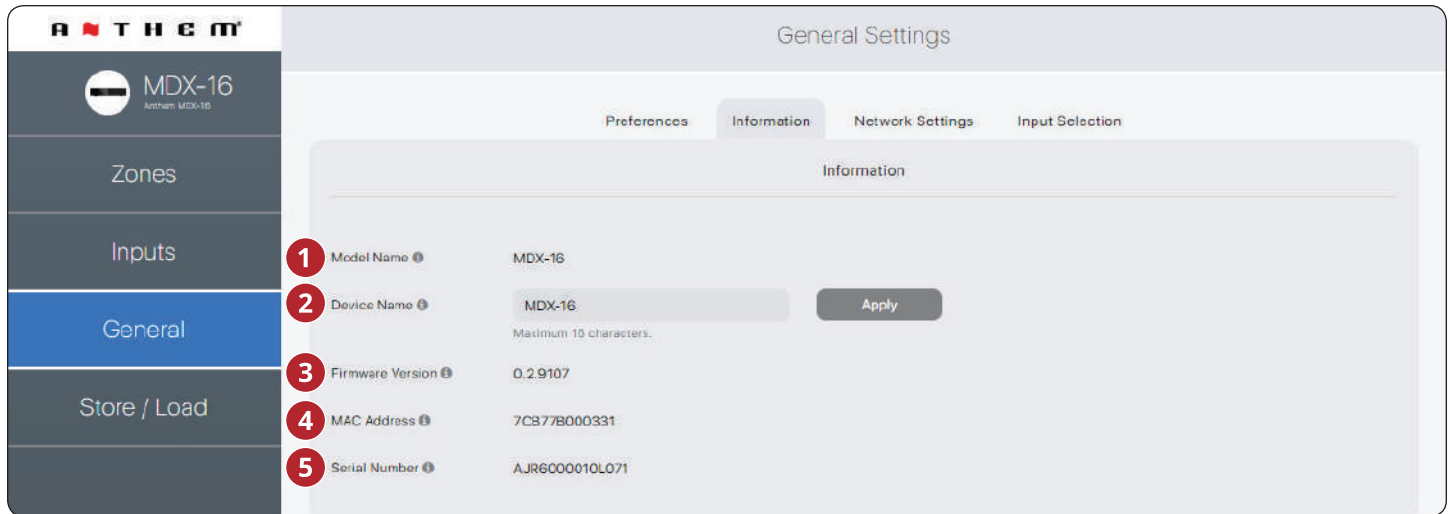 ANTHEM
MDX-16
Anthem MDX-16
Zones
Inputs
General
Store / Load
General Settings
Preferences Information Network Settings Input Selection
Information
1 Model Name MDX-16
2 Device Name MDX-16 Apply
Maximum 15 characters.
3 Firmware Version 0.2.9107
4 MAC Address 7CB77B000331
5 Serial Number AJR6000010L071